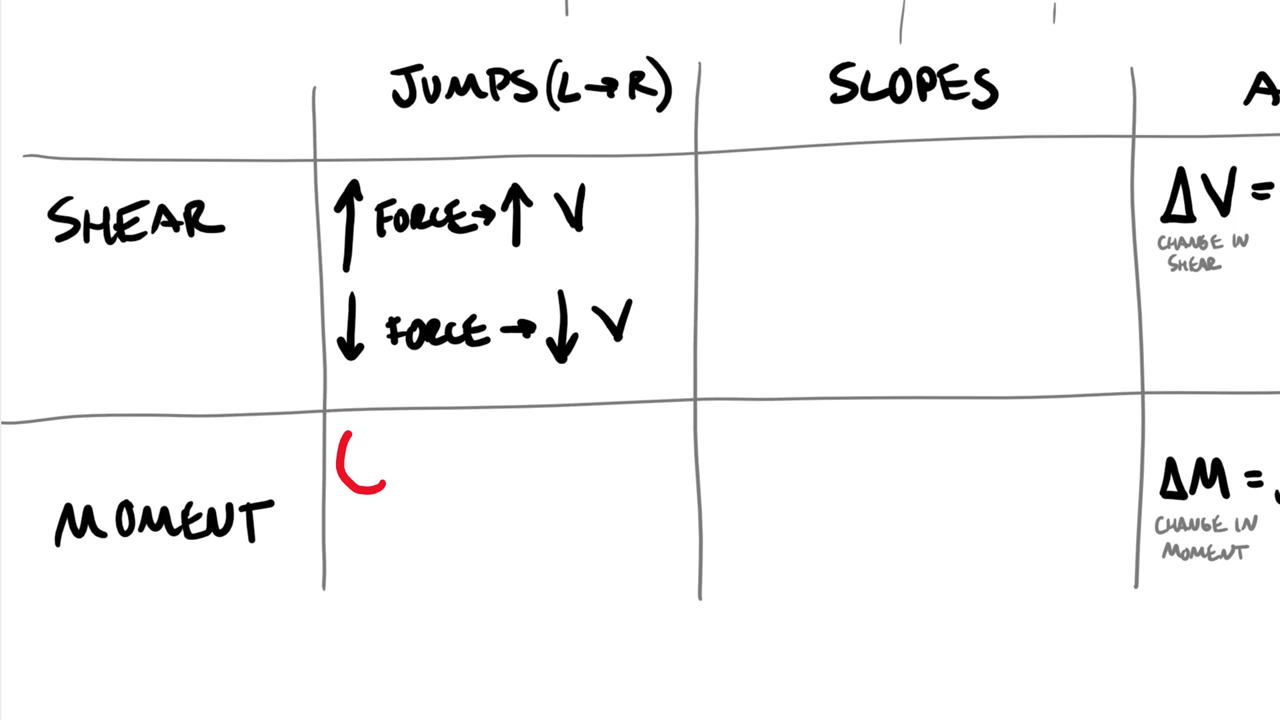 JUMPS (L→R)
SLOPES
A
SHEAR
↑ FORCE→↑ V
↓ FORCE→↓ V
ΔV =
CHANGE IN
SHEAR
MOMENT
ΔM =
CHANGE IN
MOMENT